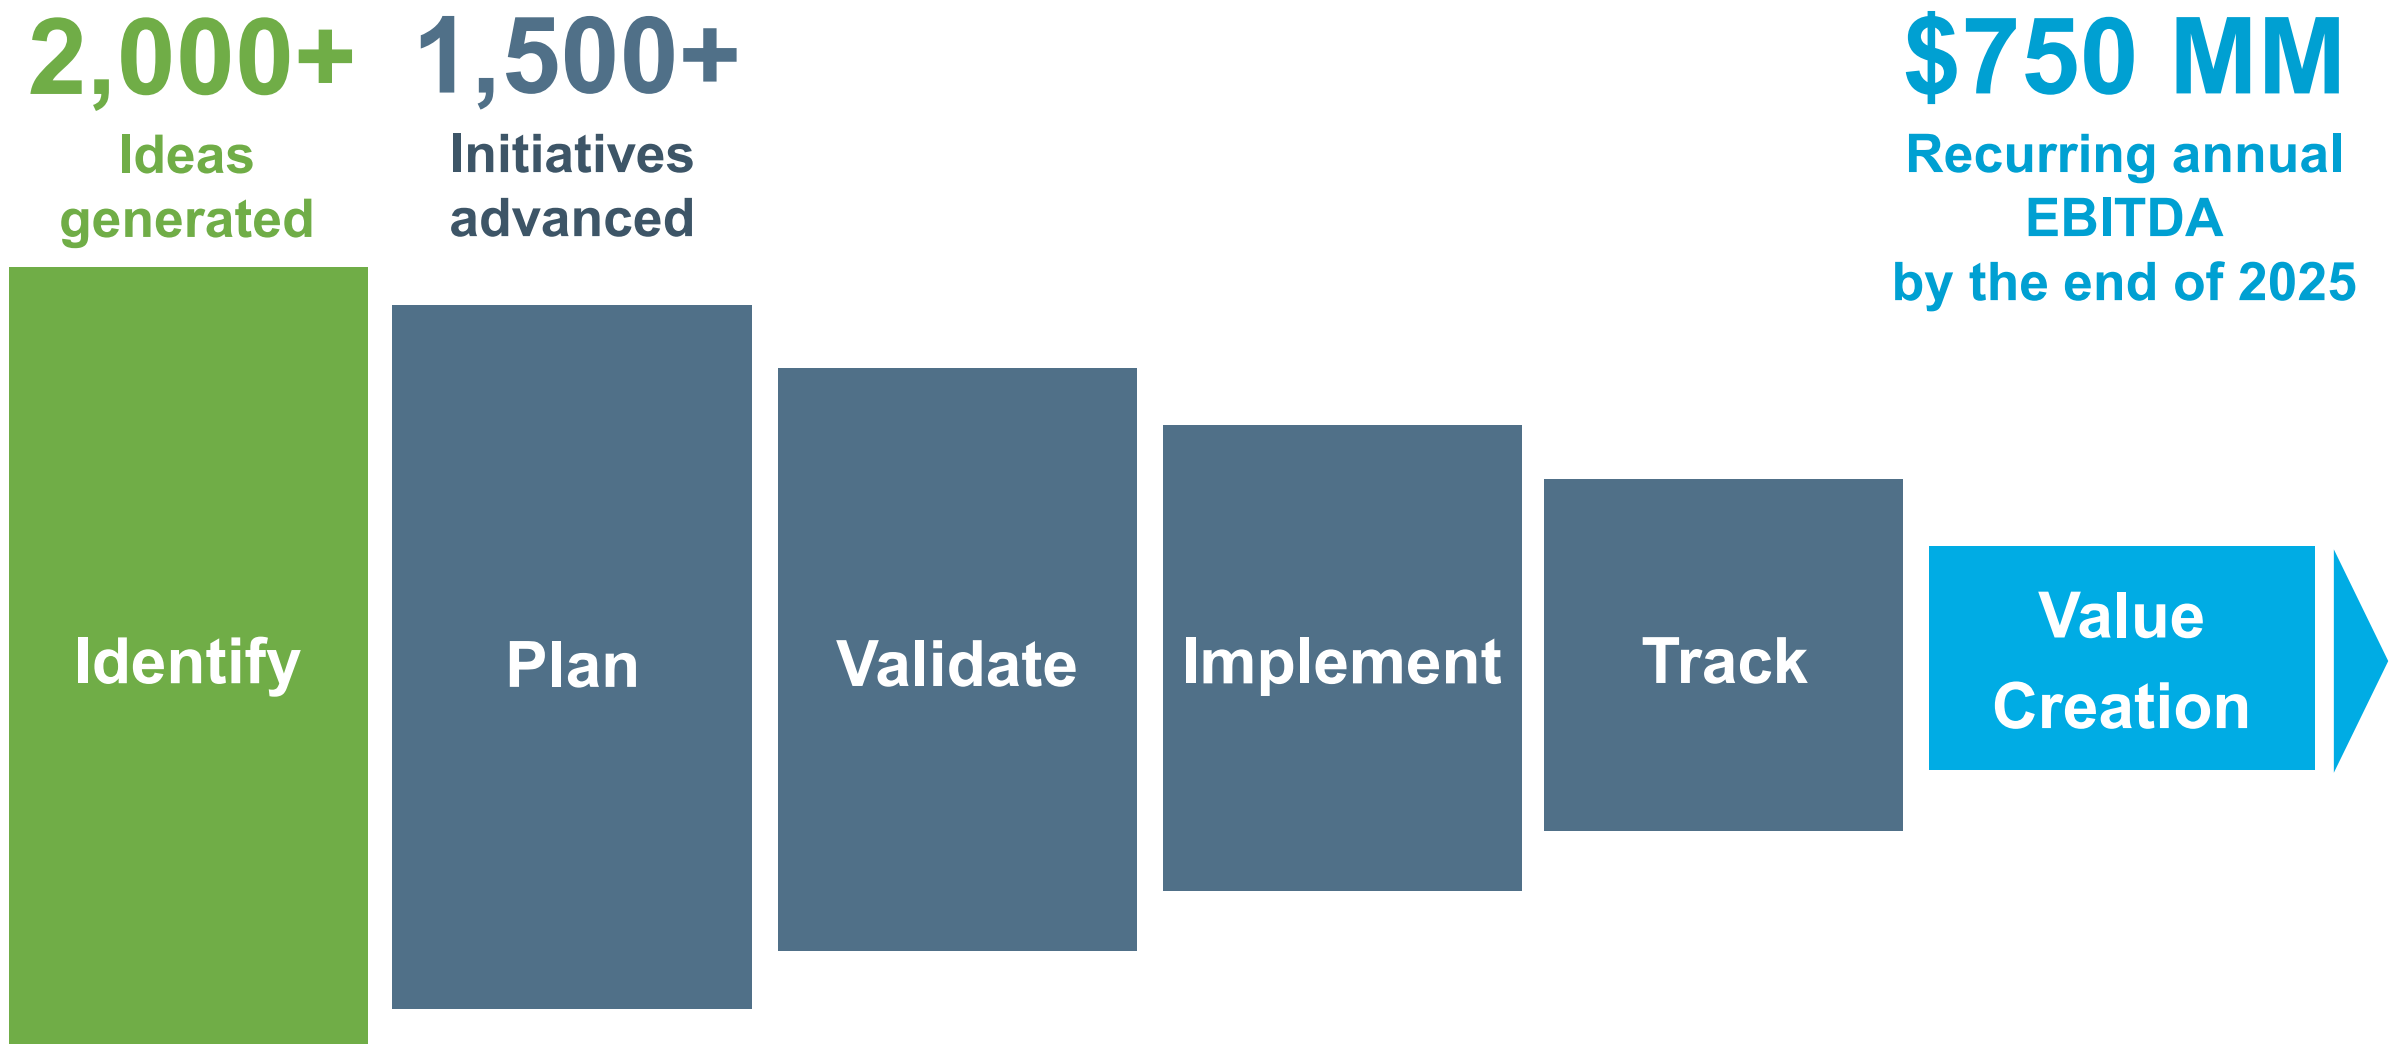 2,000+
Ideas
generated
1,500+
Initiatives
advanced
$750 MM
Recurring annual
EBITDA
by the end of 2025
Identify
Plan
Validate
Implement
Track
Value
Creation